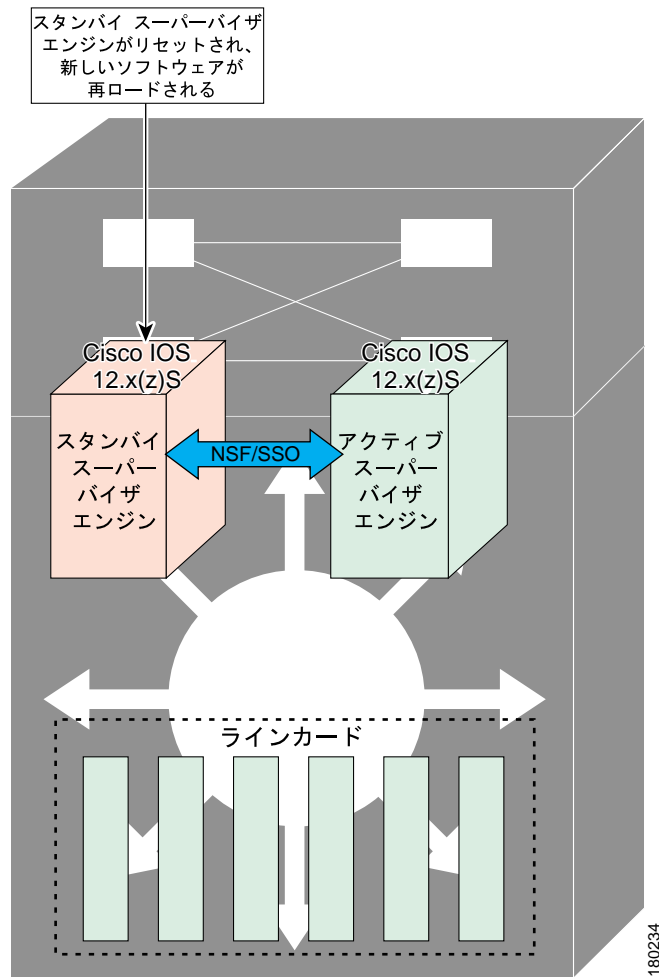 スタンバイ スーパーバイザ
エンジンがリセットされ、
新しいソフトウェアが
再ロードされる
Cisco IOS
12.x(z)S
Cisco IOS
12.x(z)S
スタンバイ
スーパー
バイザ
エンジン
NSF/SSO
アクティブ
スーパー
バイザ
エンジン
ラインカード
180234